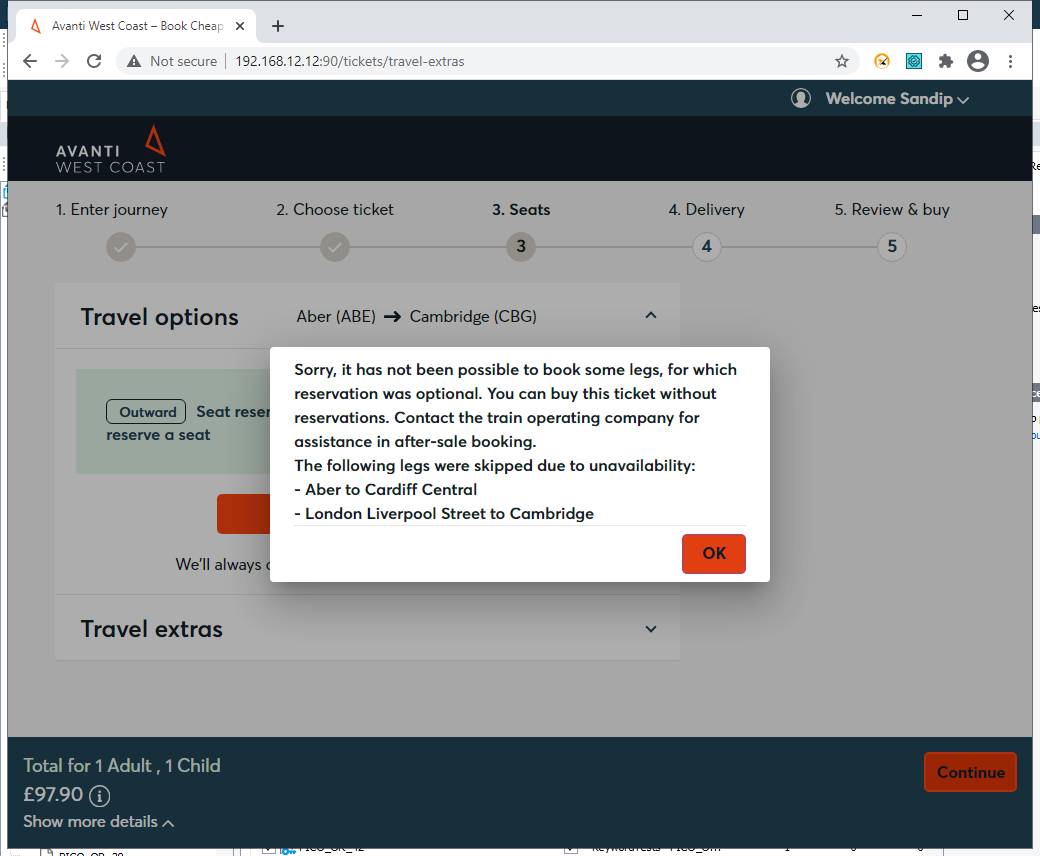 Avanti West Coast – Book Cheap
Not secure
192.168.12.12:90/tickets/travel-extras
Welcome Sandip
AVANTI
WEST COAST
1. Enter journey
2. Choose ticket
3. Seats
4. Delivery
5. Review & buy
3
4
5
Travel options
Aber (ABE)
Cambridge (CBG)
Outward
Seat reser
reserve a seat
We'll always
Sorry, it has not been possible to book some legs, for which
reservation was optional. You can buy this ticket without
reservations. Contact the train operating company for
assistance in after-sale booking.
The following legs were skipped due to unavailability:
- Aber to Cardiff Central
- London Liverpool Street to Cambridge
OK
Travel extras
Total for 1 Adult , 1 Child
£97.90
Show more details
Continue